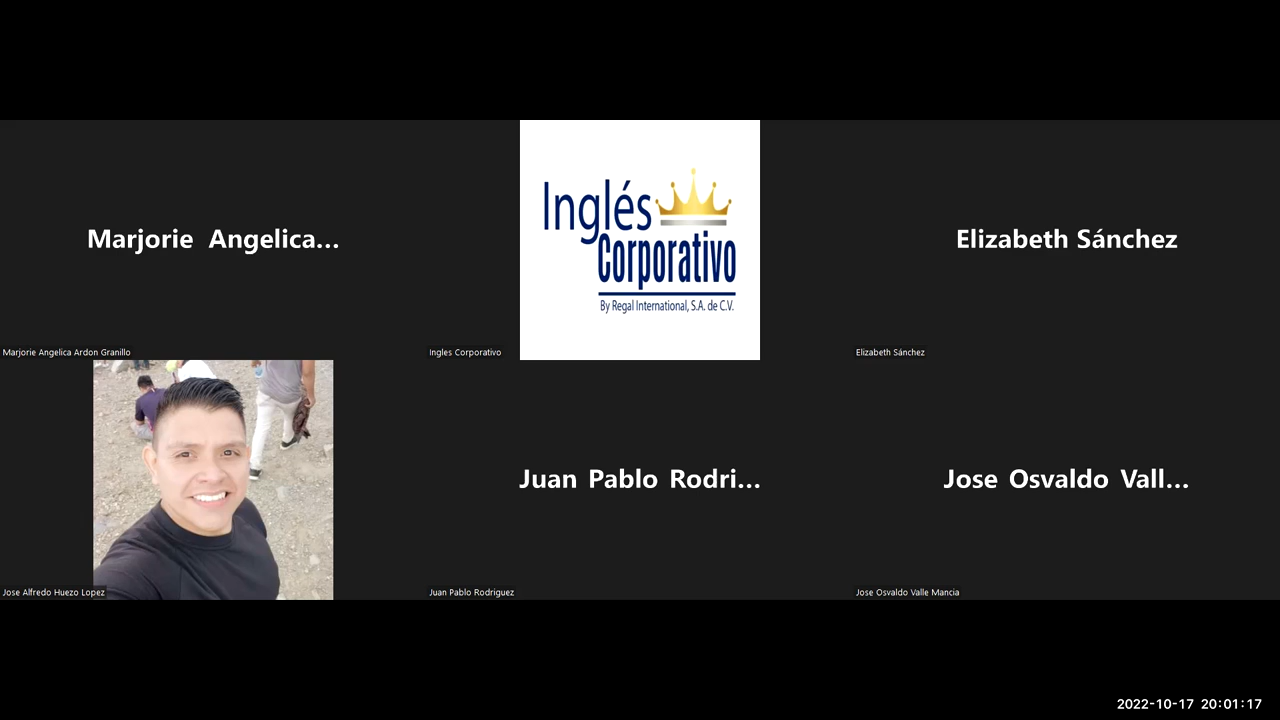 Marjorie Angelica...
Inglés
Corporativo
By Regal International, S.A. de C.V.
Elizabeth Sánchez
Marjorie Angelica Ardon Granillo
Ingles Corporativo
Elizabeth Sánchez
Juan Pablo Rodri...
Jose Osvaldo Vall...
Jose Alfredo Huezo Lopez
Juan Pablo Rodriguez
Jose Osvaldo Valle Mancia
2022-10-17 20:01:17